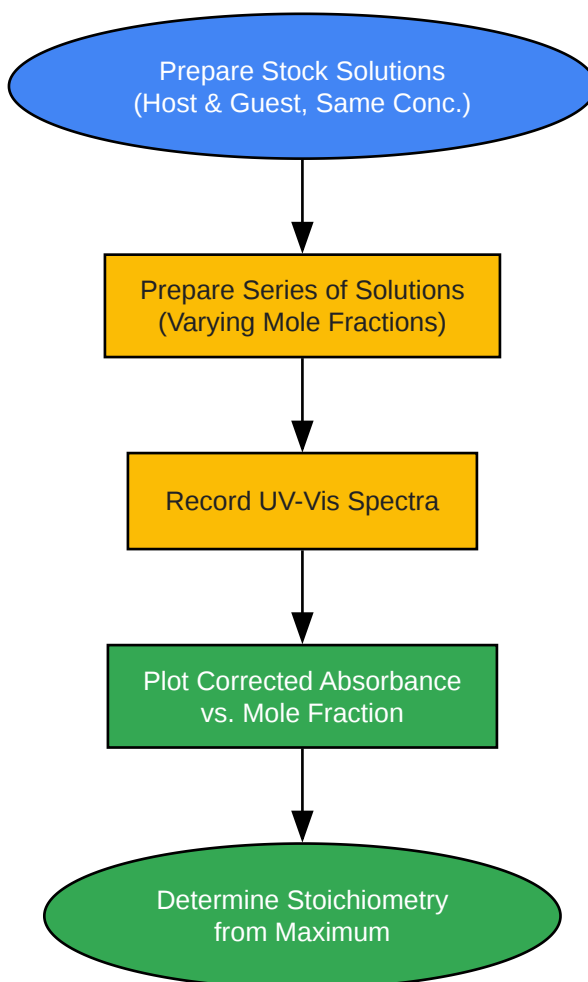 Prepare Stock Solutions
(Host & Guest, Same Conc.)
Prepare Series of Solutions
(Varying Mole Fractions)
Record UV-Vis Spectra
Plot Corrected Absorbance
vs. Mole Fraction
Determine Stoichiometry
from Maximum